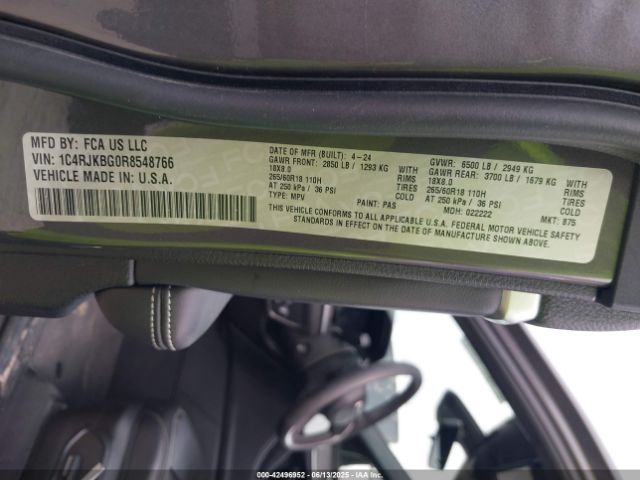 MFD BY: FCA US LLC
VIN: 1C4RJKBG0R8548766
VEHICLE MADE IN: U.S.A.
DATE OF MFR (BUILT): 4-24 GVWR: 6500 LB / 2949 KG
GAWR FRONT: 2850 LB / 1293 KG WITH GAWR REAR: 3700 LB / 1679 KG WITH
18X8.0 RIMS 18X8.0 RIMS
265/60R18 110H TIRES 265/60R18 110H TIRES
AT 250 kPa / 36 PSI COLD AT 250 kPa / 36 PSI COLD
TYPE: MPV PAINT: PAS MDH: 022222 MKT: 875
THIS VEHICLE CONFORMS TO ALL APPLICABLE U.S.A. FEDERAL MOTOR VEHICLE SAFETY
STANDARDS IN EFFECT ON THE DATE OF MANUFACTURE SHOWN ABOVE.
000-42496952 - 06/13/2025 - IAAI.COM - COPART